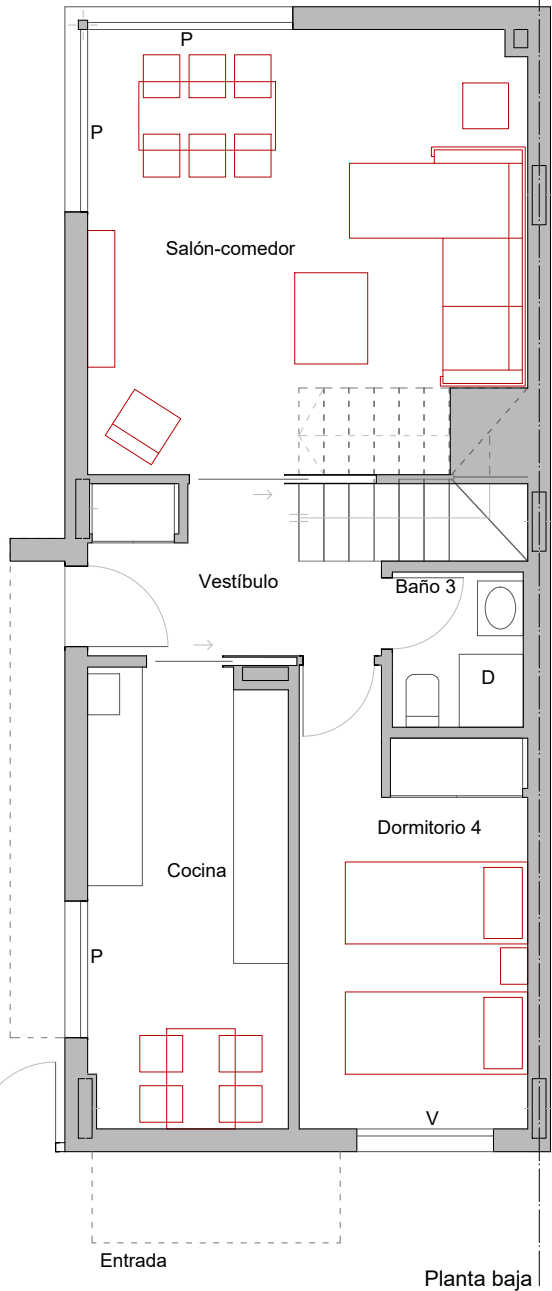 P
P
Salón-comedor
Vestíbulo
Baño 3
D
Dormitorio 4
Cocina
P
V
Entrada
Planta baja